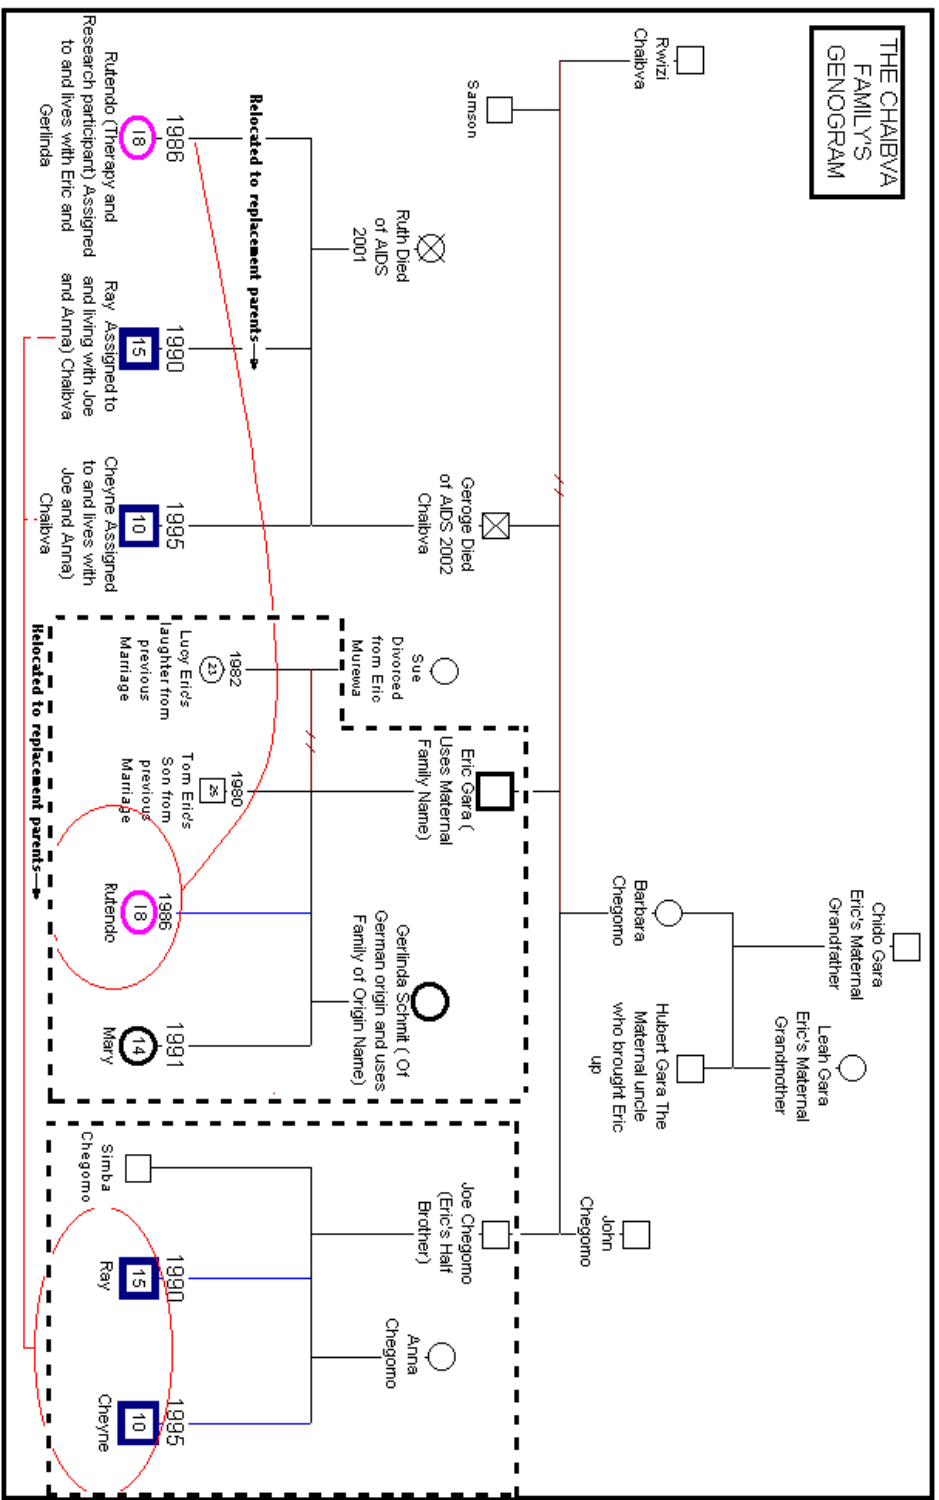 THE CHAIBVA
FAMILY'S
GENOGRAM
Rwizi
Chaibva
Chido Gara
Eric's Maternal
Grandfather
Leah Gara
Eric's Maternal
Grandmother
Barbara
Chegomo
Hubert Gara The
Maternal uncle
who brought Eric
up
John
Chegomo
Samson
Geroge Died
of AIDS 2002
Chaibva
Eric Gara (
Uses Maternal
Family Name)
Joe Chegomo
(Eric's Half
Brother)
Ruth Died
of AIDS
2001
Sue
Divorced
from Eric
Murewa
Gerlinda Schmit ( Of
German origin and uses
Family of Origin Name)
Anna
Chegomo
Relocated to replacement parents
1986
18
Rutendo (Therapy and
Research participant) Assigned
to and lives with Eric and
Gerlinda
1990
15
Ray Assigned to
and living with Joe
and Anna) Chaibva
1995
10
Cheyne Assigned
to and lives with
Joe and Anna)
Chaibva
1982
23
Lucy Eric's
laughter from
previous
Marriage
1980
25
Tom Eric's
Son from
previous
Marriage
1986
18
Rutendo
1991
14
Mary
Simba
Chegomo
1990
15
Ray
1995
10
Cheyne
Relocated to replacement parents